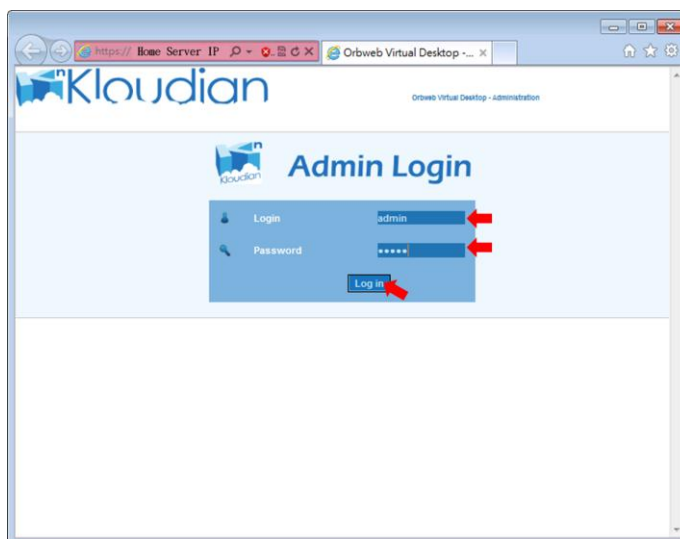 https:// Home Server IP
Orbweb Virtual Desktop -...
nKloudian
Orbweb Virtual Desktop - Administration
n
Kloudian
Admin Login
Login
admin
Password
•••••
Log in